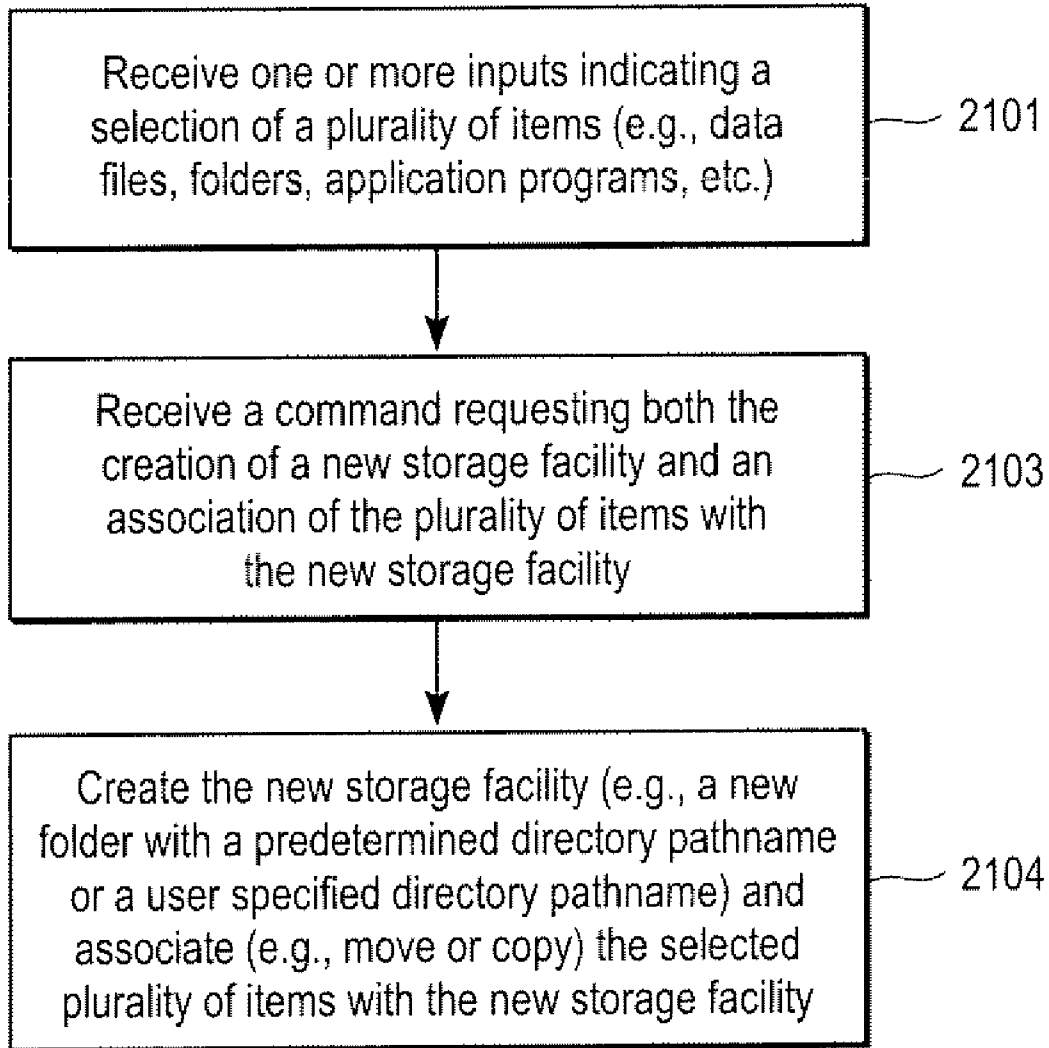 Receive one or more inputs indicating a
selection of a plurality of items (e.g., data
files, folders, application programs, etc.)
2101
Receive a command requesting both the
creation of a new storage facility and an
association of the plurality of items with
the new storage facility
2103
Create the new storage facility (e.g., a new
folder with a predetermined directory pathname
or a user specified directory pathname) and
associate (e.g., move or copy) the selected
plurality of items with the new storage facility
2104